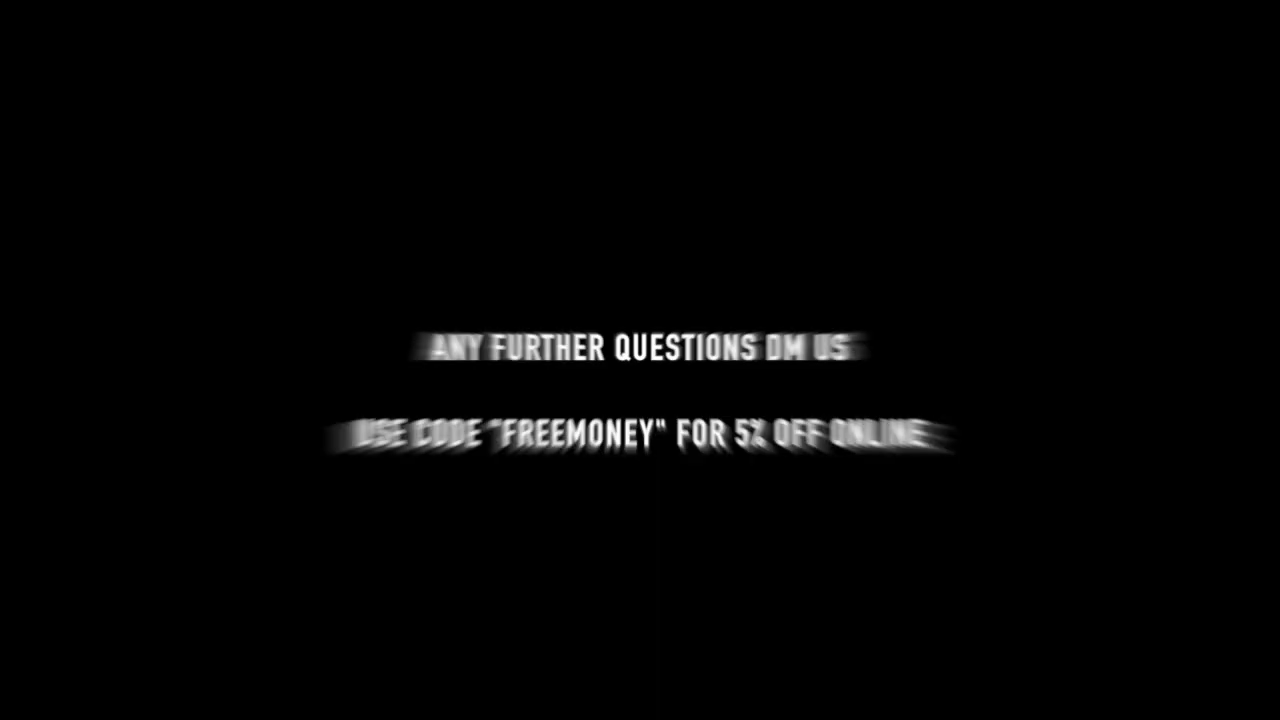 ANY FURTHER QUESTIONS DM US
USE CODE "FREEMONEY" FOR 5% OFF ONLINE